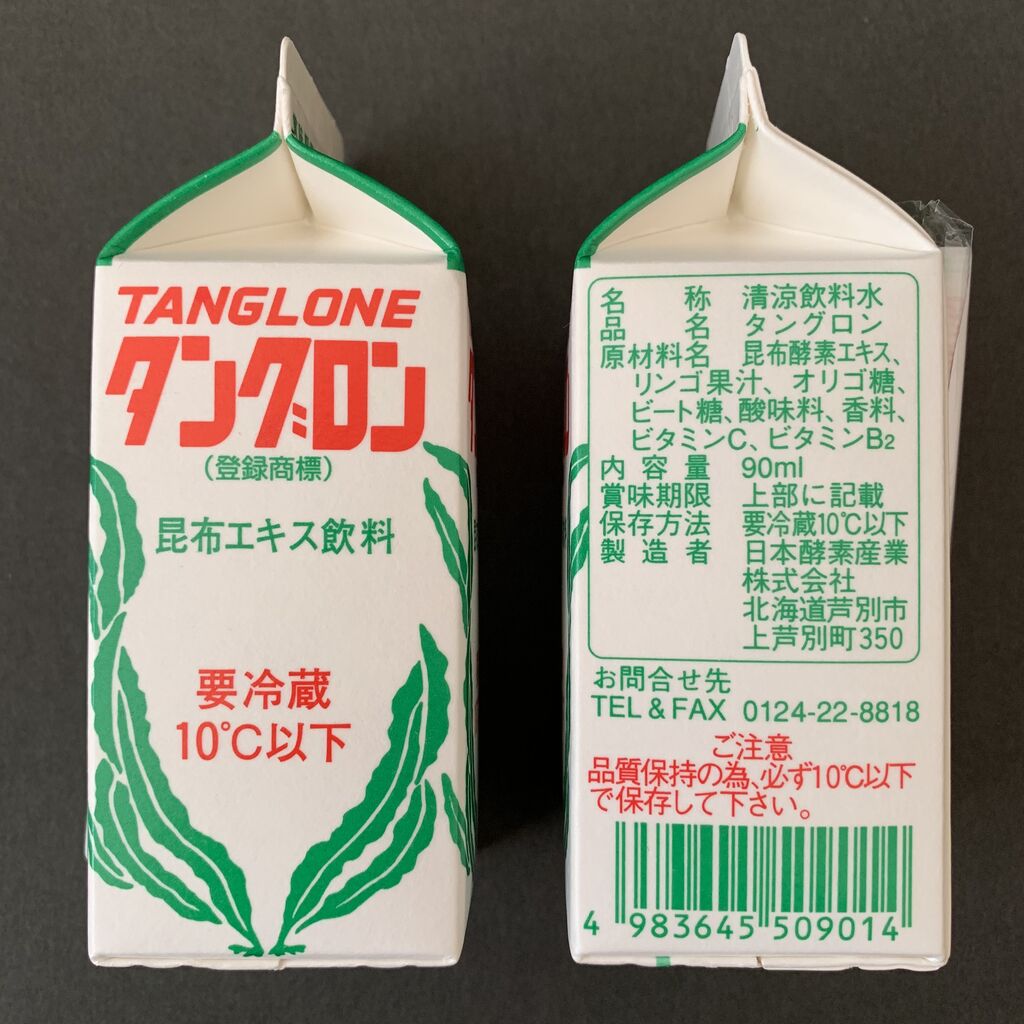 TANGLONE
タングロン
(登録商標)
昆布エキス飲料
要冷蔵
10℃以下
名称 清涼飲料水
品名 タングロン
原材料名 昆布酵素エキス、
リンゴ果汁、オリゴ糖、
ビート糖、酸味料、香料、
ビタミンC、ビタミンB2
内容量 90ml
賞味期限 上部に記載
保存方法 要冷蔵10℃以下
製造者 日本酵素産業
株式会社
北海道芦別市
上芦別町350
お問合せ先
TEL & FAX 0124-22-8818
ご注意
品質保持の為、必ず10℃以下
で保存して下さい。
4 983645 509014